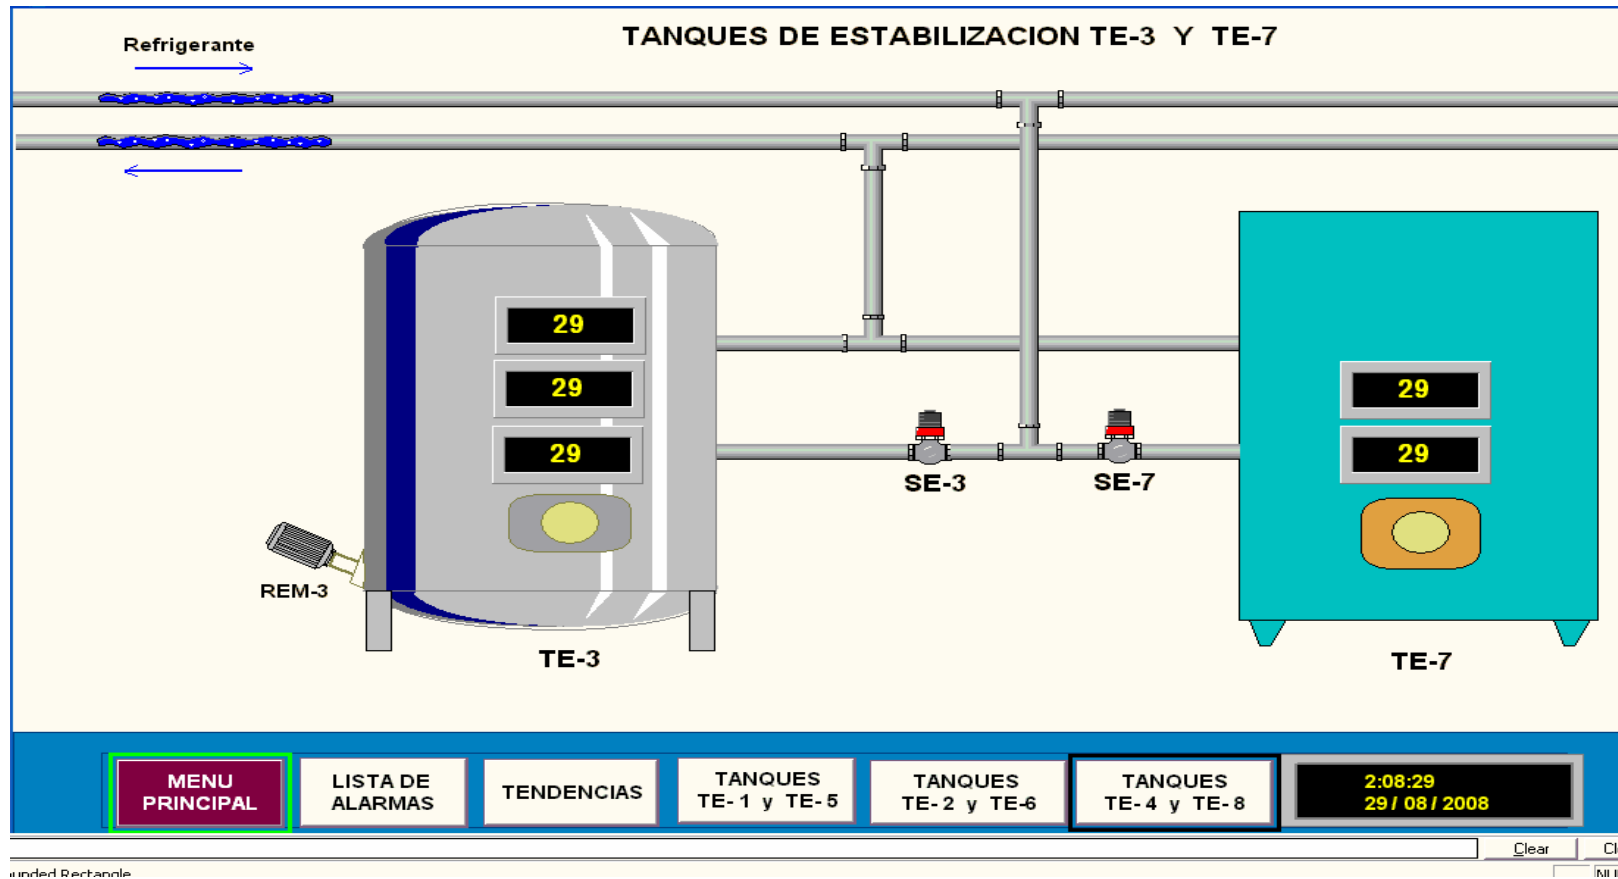 TANQUES DE ESTABILIZACION TE-3 Y TE-7
Refrigerante
29
29
29
29
29
SE-3
SE-7
REM-3
TE-3
TE-7
MENU
PRINCIPAL
LISTA DE
ALARMAS
TENDENCIAS
TANQUES
TE- 1 y TE- 5
TANQUES
TE- 2 y TE-6
TANQUES
TE- 4 y TE- 8
2:08:29
29 / 08 / 2008
Clear
Rectangle